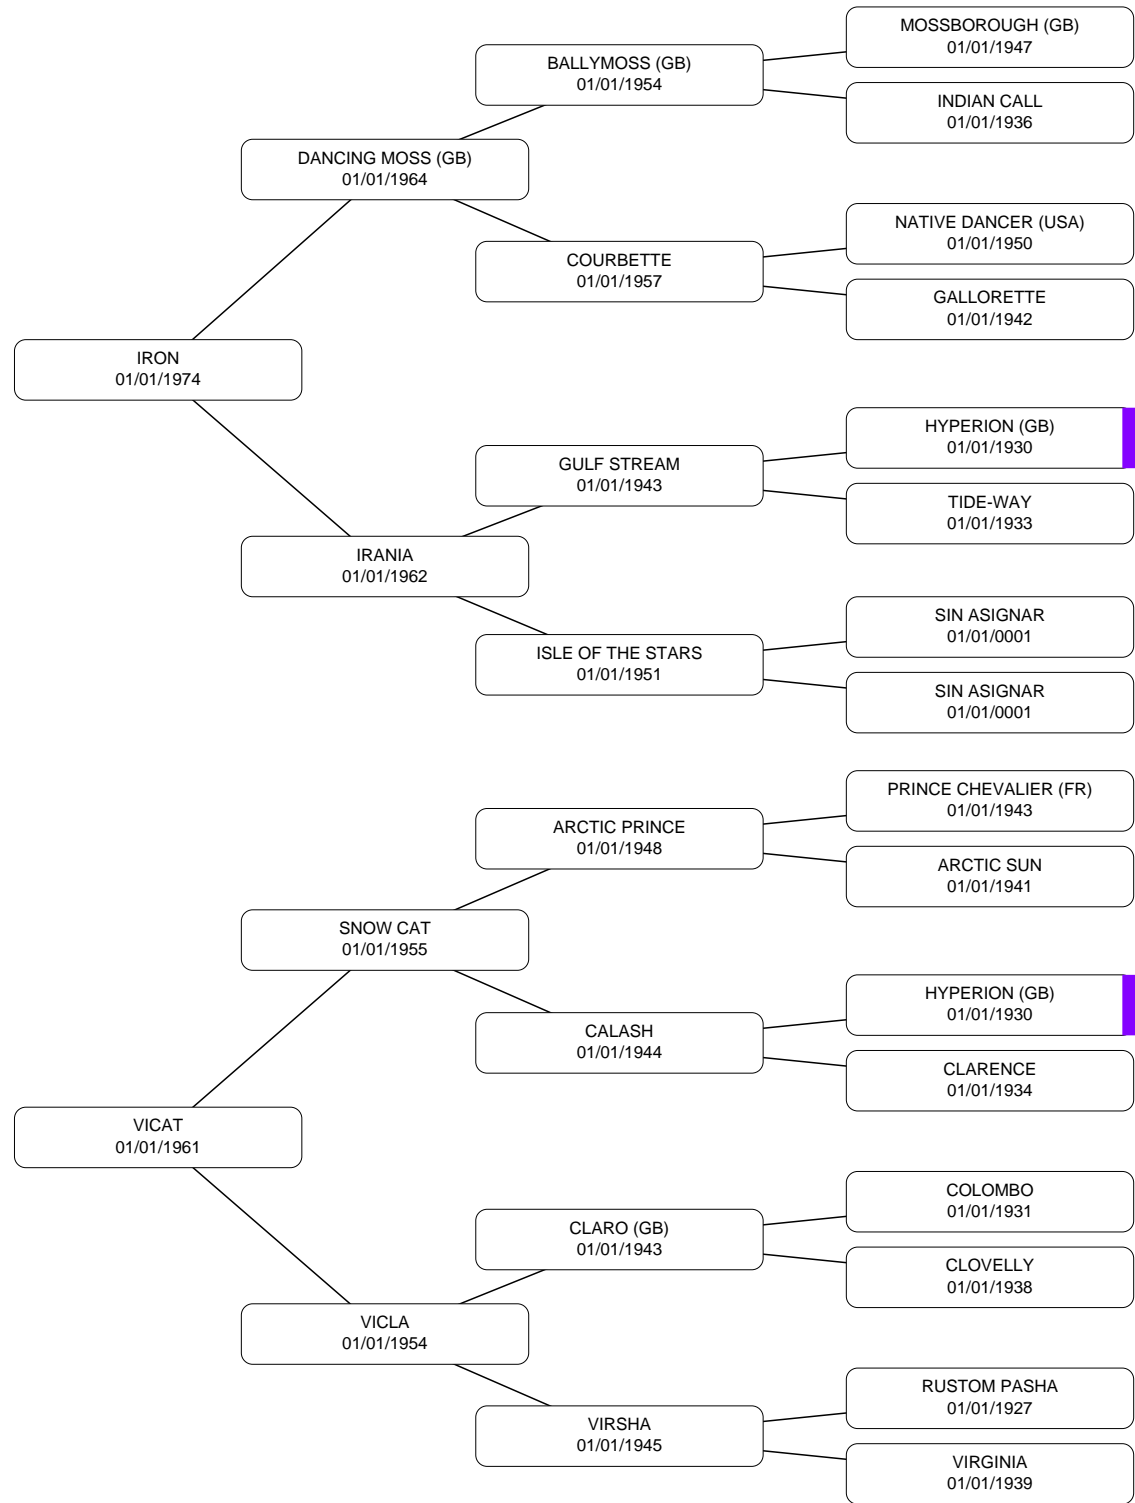 MOSSBOROUGH (GB)
01/01/1947
BALLYMOSS (GB)
01/01/1954
INDIAN CALL
01/01/1936
DANCING MOSS (GB)
01/01/1964
NATIVE DANCER (USA)
01/01/1950
COURBETTE
01/01/1957
GALLORETTE
01/01/1942
IRON
01/01/1974
HYPERION (GB)
01/01/1930
GULF STREAM
01/01/1943
TIDE-WAY
01/01/1933
IRANIA
01/01/1962
SIN ASIGNAR
01/01/0001
ISLE OF THE STARS
01/01/1951
SIN ASIGNAR
01/01/0001
PRINCE CHEVALIER (FR)
01/01/1943
ARCTIC PRINCE
01/01/1948
ARCTIC SUN
01/01/1941
SNOW CAT
01/01/1955
HYPERION (GB)
01/01/1930
CALASH
01/01/1944
CLARENCE
01/01/1934
VICAT
01/01/1961
COLOMBO
01/01/1931
CLARO (GB)
01/01/1943
CLOVELLY
01/01/1938
VICLA
01/01/1954
RUSTOM PASHA
01/01/1927
VIRSHA
01/01/1945
VIRGINIA
01/01/1939